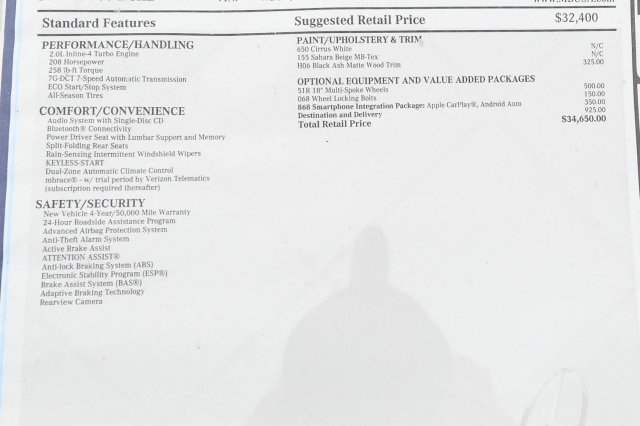 www.MBUSA.com
Standard Features
Suggested Retail Price $32,400
PERFORMANCE/HANDLING
2.0L Inline-4 Turbo Engine
208 Horsepower
258 lb-ft Torque
7G-DCT 7-Speed Automatic Transmission
ECO Start/Stop System
All-Season Tires
COMFORT/CONVENIENCE
Audio System with Single-Disc CD
Bluetooth® Connectivity
Power Driver Seat with Lumbar Support and Memory
Split-Folding Rear Seats
Rain-Sensing Intermittent Windshield Wipers
KEYLESS-START
Dual-Zone Automatic Climate Control
mbrace® - w/ trial period by Verizon Telematics
(subscription required thereafter)
SAFETY/SECURITY
New Vehicle 4-Year/50,000 Mile Warranty
24-Hour Roadside Assistance Program
Advanced Airbag Protection System
Anti-Theft Alarm System
Active Brake Assist
ATTENTION ASSIST®
Anti-lock Braking System (ABS)
Electronic Stability Program (ESP®)
Brake Assist System (BAS®)
Adaptive Braking Technology
Rearview Camera
PAINT/UPHOLSTERY & TRIM
650 Cirrus White N/C
155 Sahara Beige MB-Tex N/C
H06 Black Ash Matte Wood Trim 325.00
OPTIONAL EQUIPMENT AND VALUE ADDED PACKAGES
51R 18" Multi-Spoke Wheels 500.00
06B Wheel Locking Bolts 150.00
868 Smartphone Integration Package: Apple CarPlay®, Android Auto 350.00
Destination and Delivery 925.00
Total Retail Price $34,650.00